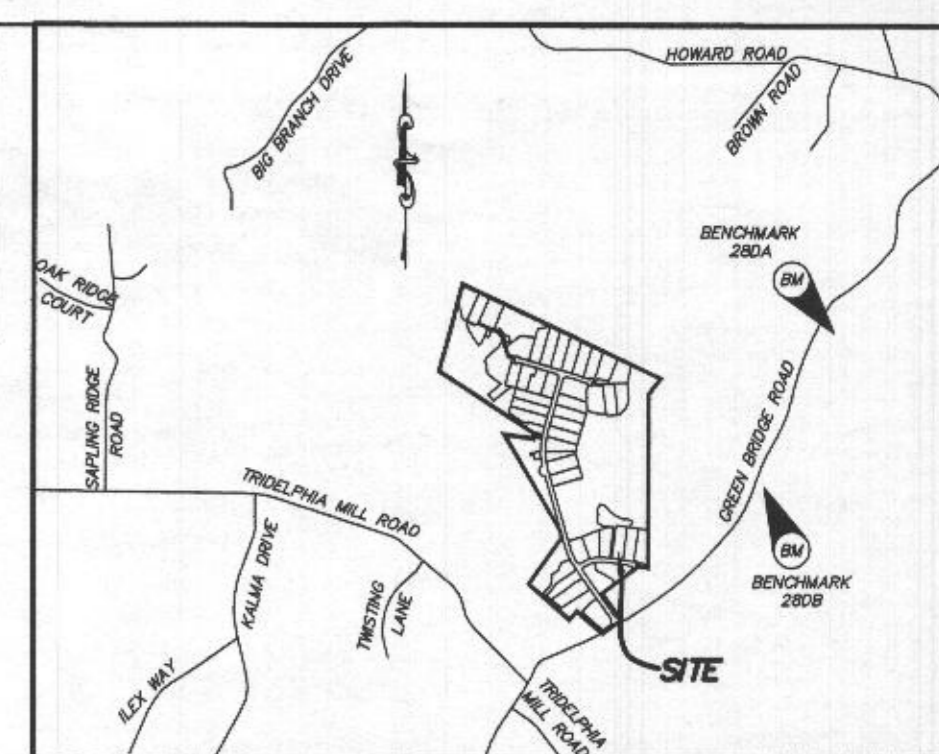 HOWARD ROAD
BIG BRANCH DRIVE
BROWN ROAD
BENCHMARK
28DA
BM
OAK RIDGE
COURT
SAPLING RIDGE
ROAD
GREEN BRIDGE ROAD
TRIDELPHIA MILL ROAD
KALMA DRIVE
BM
BENCHMARK
28DB
TWISTING
LANE
SITE
ILEX WAY
TRIDELPHIA
MILL ROAD